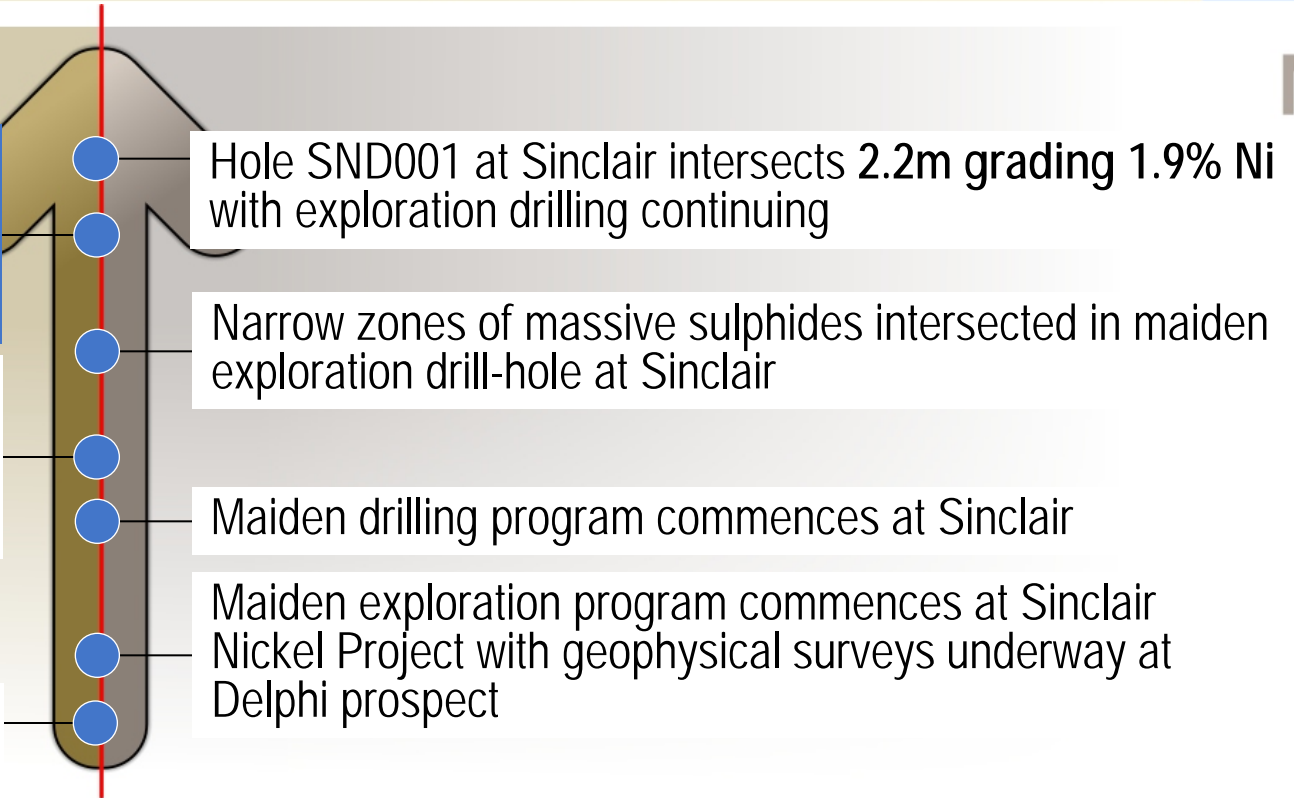 Hole SND001 at Sinclair intersects 2.2m grading 1.9% Ni
with exploration drilling continuing
Narrow zones of massive sulphides intersected in maiden
exploration drill-hole at Sinclair
Maiden drilling program commences at Sinclair
Maiden exploration program commences at Sinclair
Nickel Project with geophysical surveys underway at
Delphi prospect